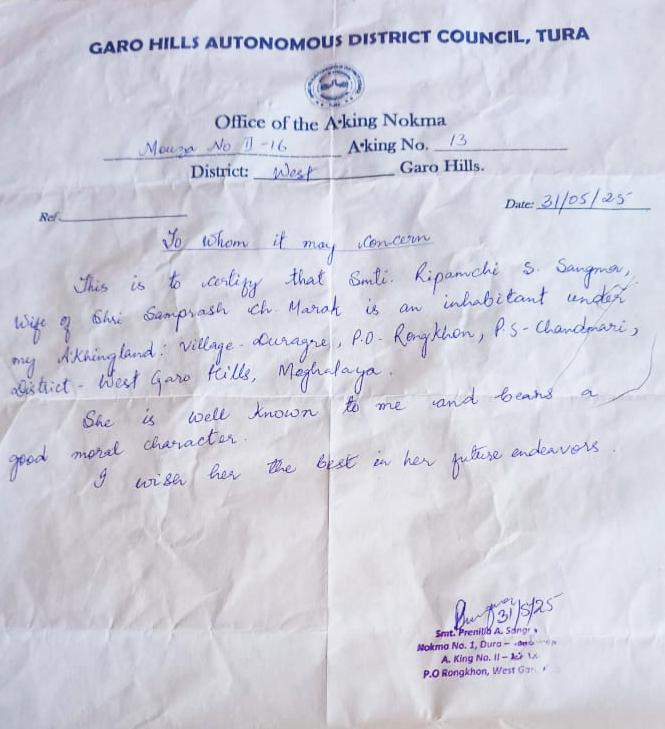 GARO HILLS AUTONOMOUS DISTRICT COUNCIL, TURA
Office of the A·king Nokma
Mouza No II-16 A·king No. 13
District: West Garo Hills.
Ref.
Date: 31/05/25
To whom it may concern
This is to certify that Smti. Ripamchi S. Sangma,
Wife of Shri Samprash Ch. Marak is an inhabitant under
my A'Khingland: Village- Duragre, P.O- Rongkhon, P.S- Chandmari,
District- West Garo Hills, Meghalaya.
She is well known to me and bears a
good moral character.
I wish her the best in her future endeavors.
31/5/25
Smt. Prenilla A.
Nokma No. 1, Dura -
A. King No. II -
P.O Rongkhon, West